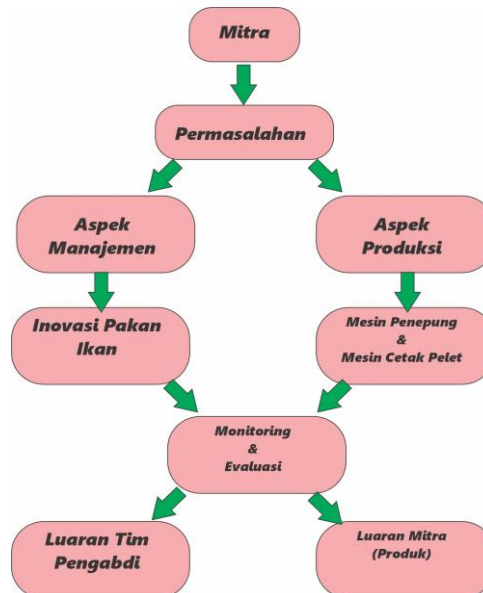 Mitra
Permasalahan
Aspek
Manajemen
Aspek
Produksi
Inovasi Pakan
Ikan
Mesin Penepung
&
Mesin Cetak Pelet
Monitoring
&
Evaluasi
Luaran Tim
Pengabdi
Luaran Mitra
(Produk)